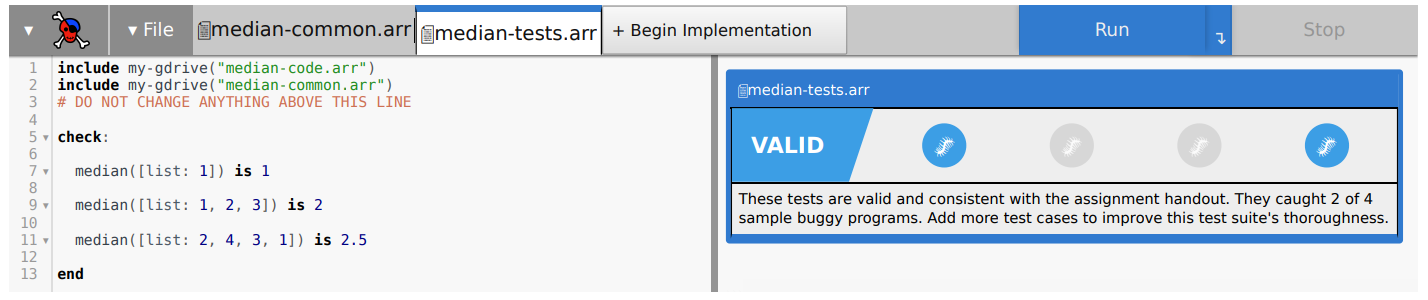 ▾ ▾ File median-common.arr median-tests.arr + Begin Implementation Run ↴ Stop
1 include my-gdrive("median-code.arr")
2 include my-gdrive("median-common.arr")
3 # DO NOT CHANGE ANYTHING ABOVE THIS LINE
4
5 ▾ check:
6
7 ▾ median([list: 1]) is 1
8
9 ▾ median([list: 1, 2, 3]) is 2
10
11 ▾ median([list: 2, 4, 3, 1]) is 2.5
12
13 end
median-tests.arr
VALID
These tests are valid and consistent with the assignment handout. They caught 2 of 4
sample buggy programs. Add more test cases to improve this test suite's thoroughness.